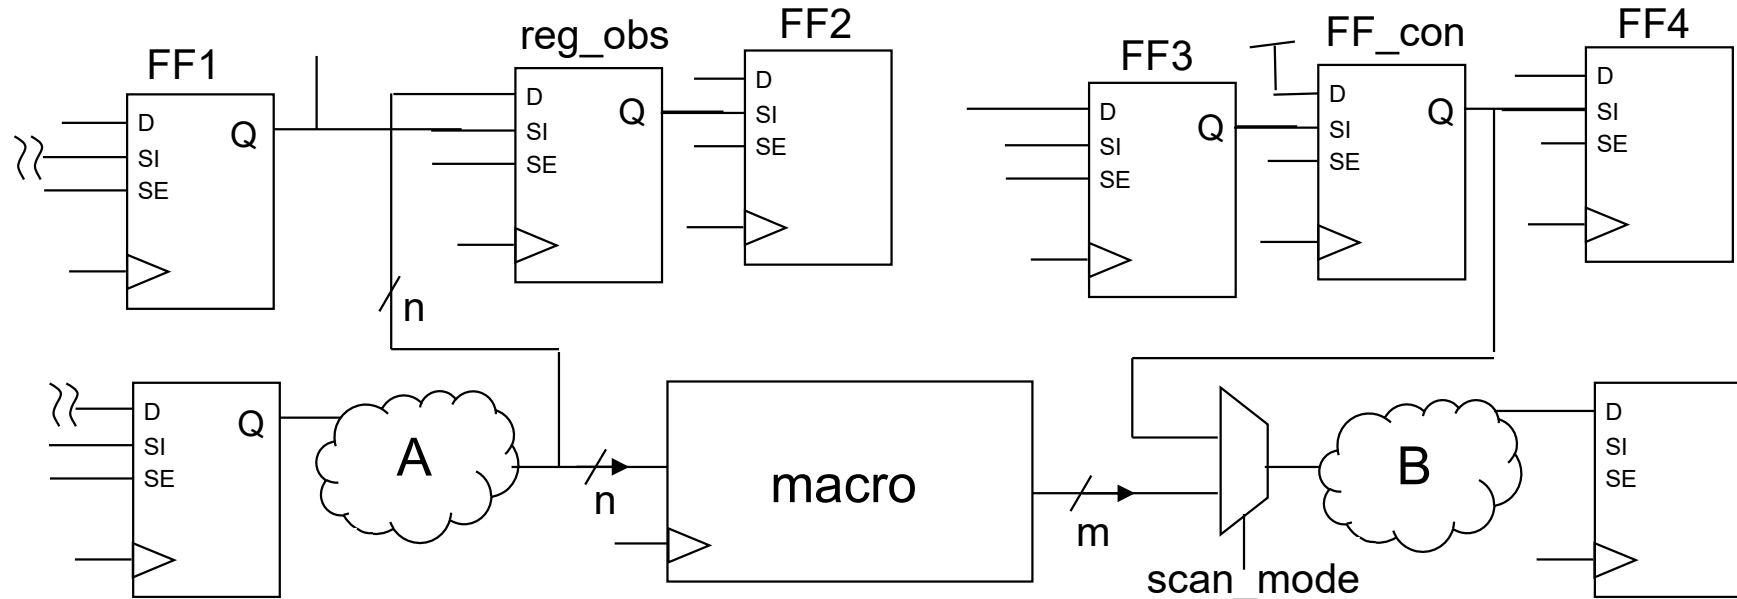 FF1
D
SI
SE
Q
reg_obs
D
SI
SE
Q
FF2
D
SI
SE
FF3
D
SI
SE
Q
FF_con
D
SI
SE
Q
FF4
D
SI
SE
n
D
SI
SE
Q
A
n
macro
m
scan_mode
B
D
SI
SE